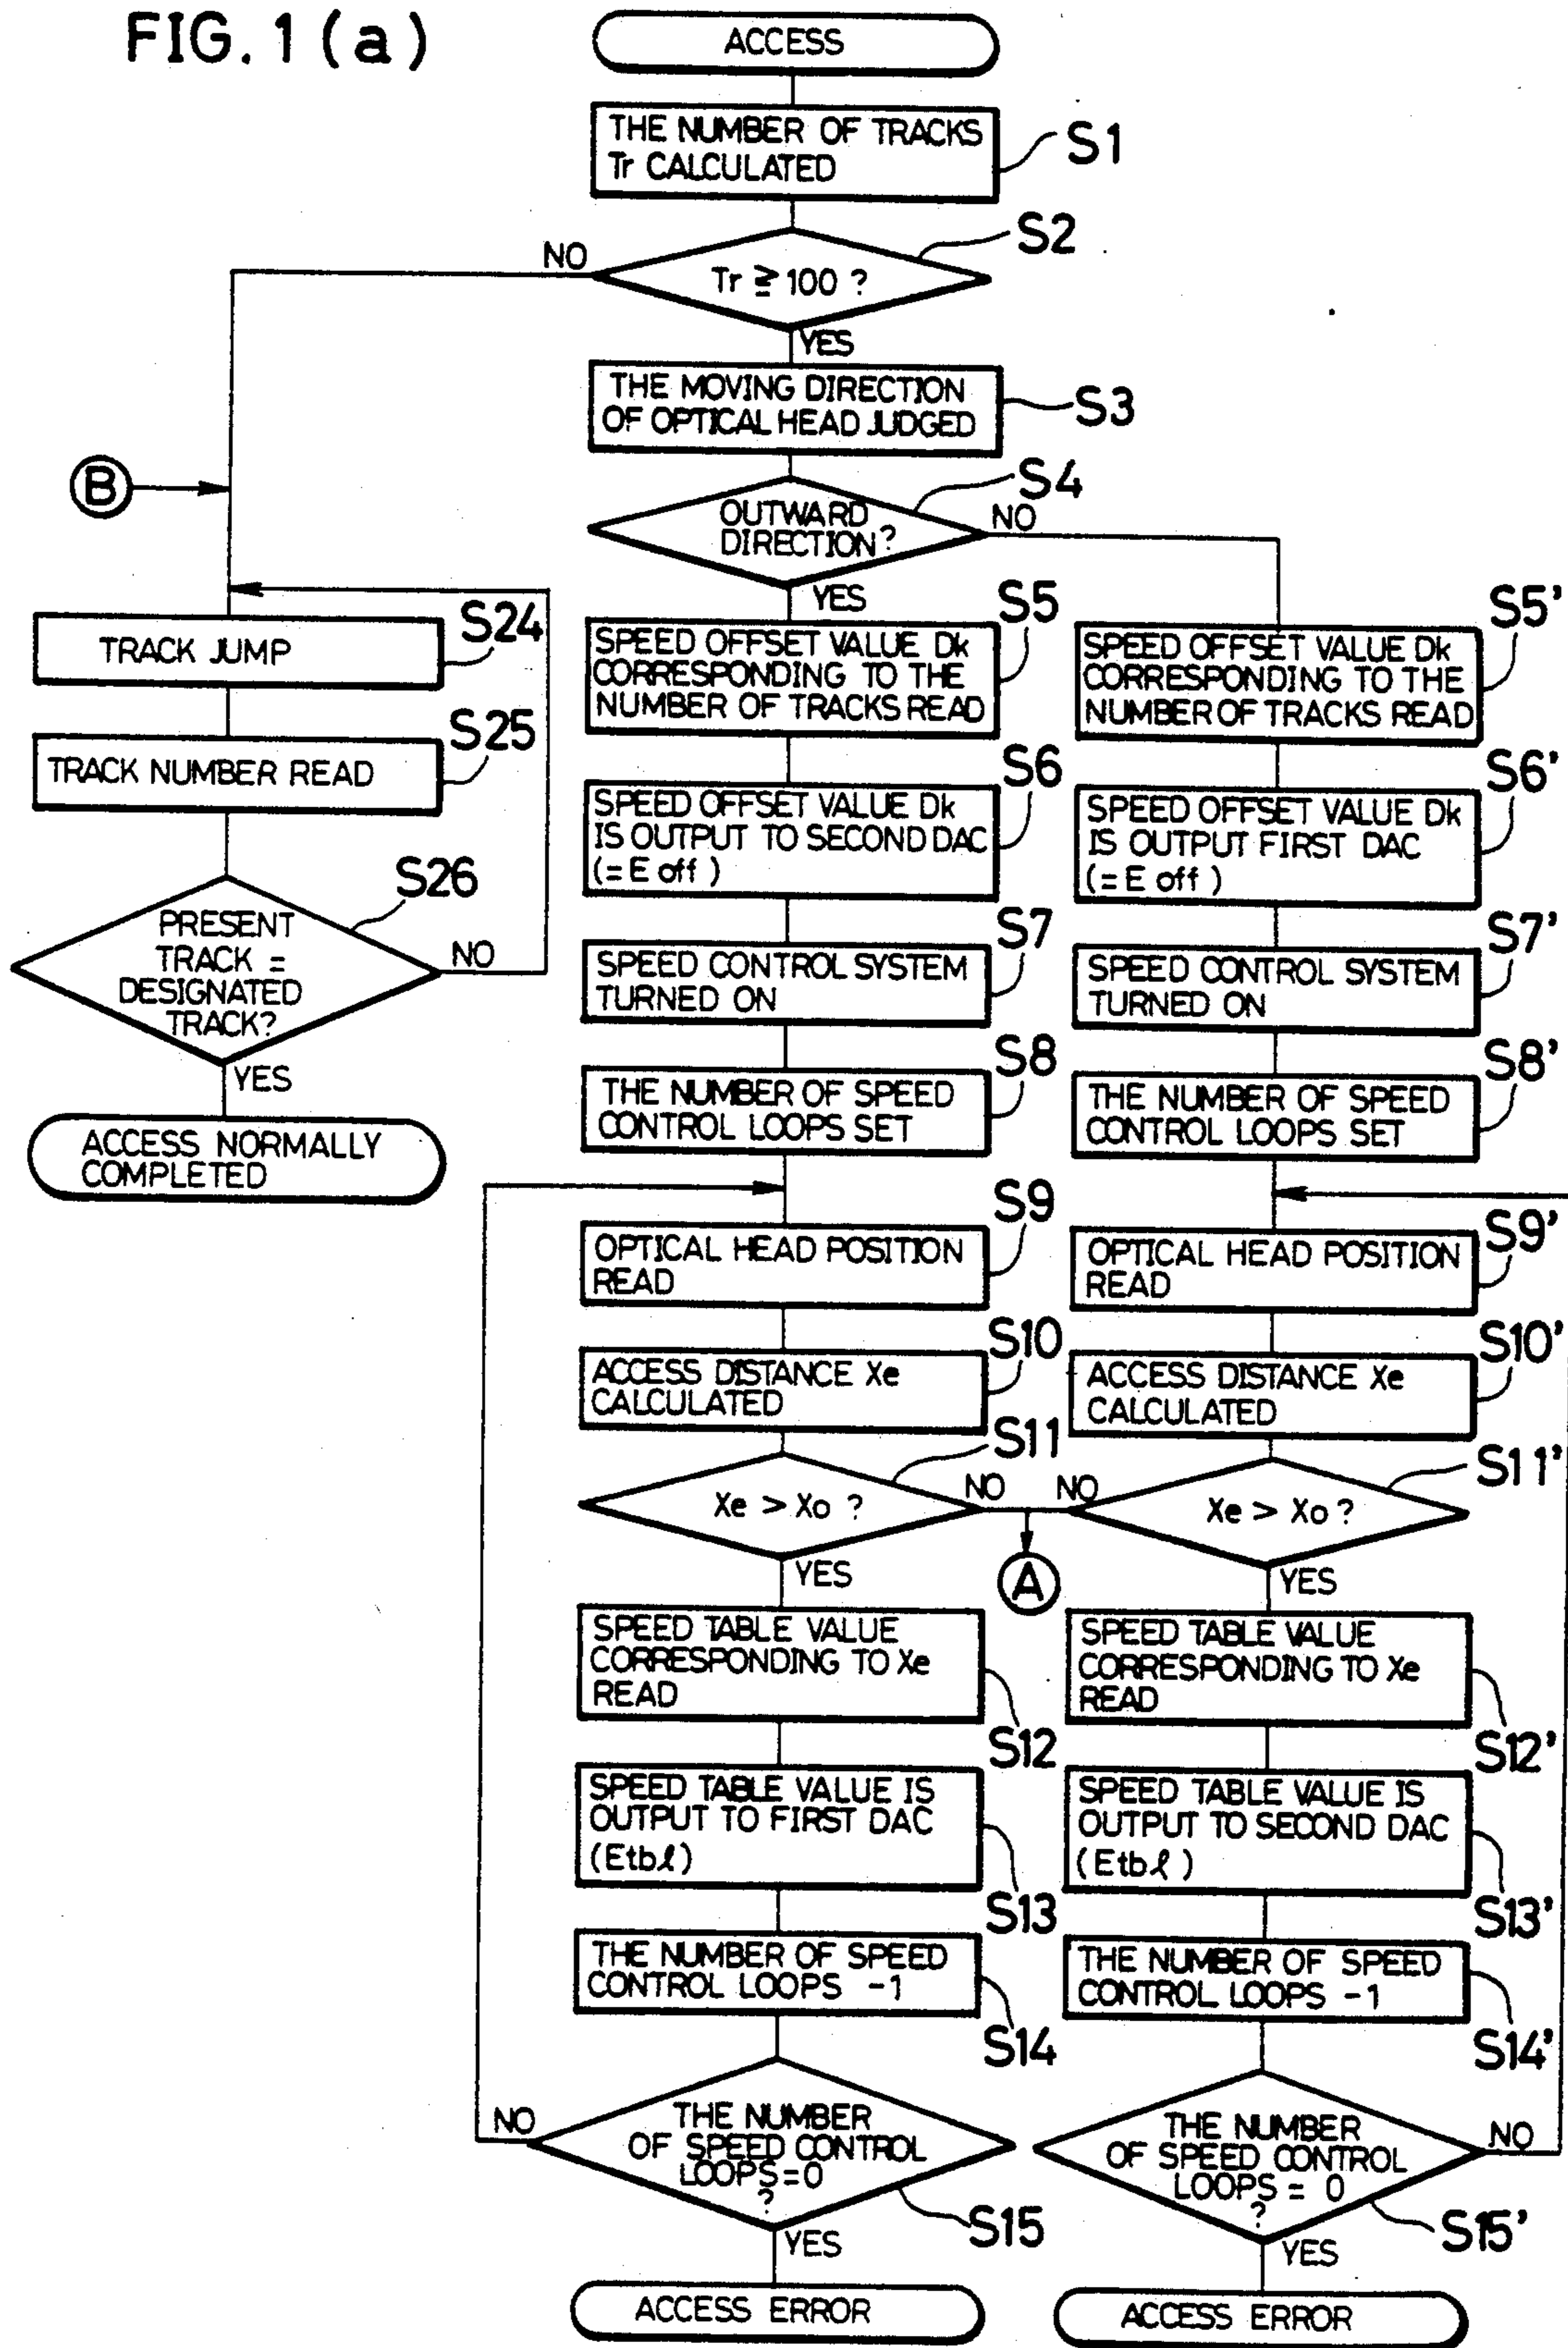 FIG. 1 (a)
ACCESS
THE NUMBER OF TRACKS
Tr CALCULATED
S1
S2
NO
Tr ≧ 100 ?
YES
THE MOVING DIRECTION
OF OPTICAL HEAD JUDGED
S3
B
S4
OUTWARD
DIRECTION?
NO
YES
TRACK JUMP
S24
TRACK NUMBER READ
S25
S26
PRESENT
TRACK =
DESIGNATED
TRACK?
NO
YES
ACCESS NORMALLY
COMPLETED
S5
SPEED OFFSET VALUE Dk
CORRESPONDING TO THE
NUMBER OF TRACKS READ
S6
SPEED OFFSET VALUE Dk
IS OUTPUT TO SECOND DAC
(= E off )
S7
SPEED CONTROL SYSTEM
TURNED ON
S8
THE NUMBER OF SPEED
CONTROL LOOPS SET
S9
OPTICAL HEAD POSITION
READ
S10
ACCESS DISTANCE Xe
CALCULATED
S11
Xe > Xo ?
NO
YES
A
SPEED TABLE VALUE
CORRESPONDING TO Xe
READ
S12
SPEED TABLE VALUE IS
OUTPUT TO FIRST DAC
(Etbℓ)
S13
THE NUMBER OF SPEED
CONTROL LOOPS -1
S14
NO
THE NUMBER
OF SPEED CONTROL
LOOPS=0
?
S15
YES
ACCESS ERROR
S5'
SPEED OFFSET VALUE Dk
CORRESPONDING TO THE
NUMBER OF TRACKS READ
S6'
SPEED OFFSET VALUE Dk
IS OUTPUT FIRST DAC
(= E off )
S7'
SPEED CONTROL SYSTEM
TURNED ON
S8'
THE NUMBER OF SPEED
CONTROL LOOPS SET
S9'
OPTICAL HEAD POSITION
READ
S10'
ACCESS DISTANCE Xe
CALCULATED
S11'
NO
Xe > Xo ?
YES
SPEED TABLE VALUE
CORRESPONDING TO Xe
READ
S12'
SPEED TABLE VALUE IS
OUTPUT TO SECOND DAC
(Etbℓ )
S13'
THE NUMBER OF SPEED
CONTROL LOOPS -1
S14'
THE NUMBER
OF SPEED CONTROL
LOOPS = 0
?
NO
S15'
YES
ACCESS ERROR